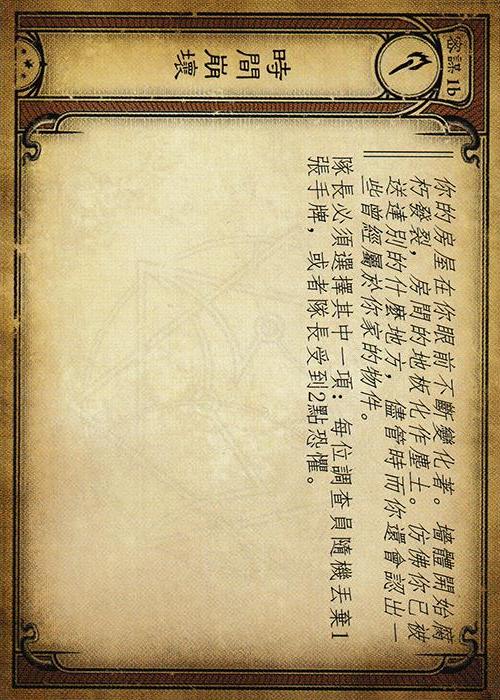 密謀 1b
時間崩壞
你的房屋在你眼前不斷變化著。牆體開始腐
朽發裂，房間的地板化作塵土。仿佛你已被
送達別的什麼地方，儘管時而你還會認出一
些曾經屬於你家的物件。
隊長必須選擇其中一項：每位調查員隨機丟棄1
張手牌，或者隊長受到2點恐懼。